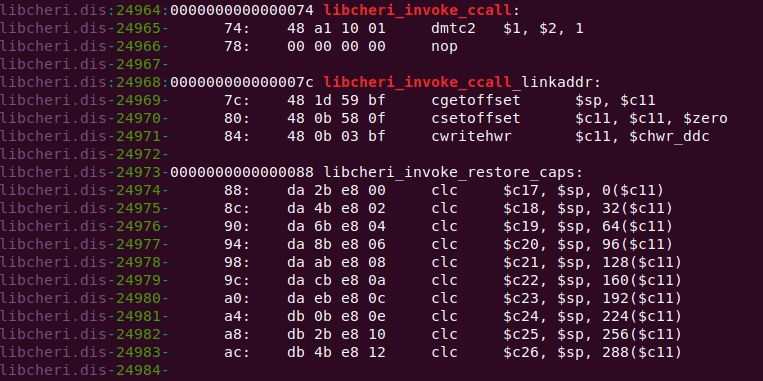 libcheri.dis:24964:0000000000000074 libcheri_invoke_ccall:
libcheri.dis-24965-      74:   48 a1 10 01     dmtc2   $1, $2, 1
libcheri.dis-24966-      78:   00 00 00 00     nop
libcheri.dis-24967-
libcheri.dis:24968:000000000000007c libcheri_invoke_ccall_linkaddr:
libcheri.dis-24969-      7c:   48 1d 59 bf     cgetoffset      $sp, $c11
libcheri.dis-24970-      80:   48 0b 58 0f     csetoffset      $c11, $c11, $zero
libcheri.dis-24971-      84:   48 0b 03 bf     cwritehwr       $c11, $chwr_ddc
libcheri.dis-24972-
libcheri.dis-24973-0000000000000088 libcheri_invoke_restore_caps:
libcheri.dis-24974-      88:   da 2b e8 00     clc     $c17, $sp, 0($c11)
libcheri.dis-24975-      8c:   da 4b e8 02     clc     $c18, $sp, 32($c11)
libcheri.dis-24976-      90:   da 6b e8 04     clc     $c19, $sp, 64($c11)
libcheri.dis-24977-      94:   da 8b e8 06     clc     $c20, $sp, 96($c11)
libcheri.dis-24978-      98:   da ab e8 08     clc     $c21, $sp, 128($c11)
libcheri.dis-24979-      9c:   da cb e8 0a     clc     $c22, $sp, 160($c11)
libcheri.dis-24980-      a0:   da eb e8 0c     clc     $c23, $sp, 192($c11)
libcheri.dis-24981-      a4:   db 0b e8 0e     clc     $c24, $sp, 224($c11)
libcheri.dis-24982-      a8:   db 2b e8 10     clc     $c25, $sp, 256($c11)
libcheri.dis-24983-      ac:   db 4b e8 12     clc     $c26, $sp, 288($c11)
libcheri.dis-24984-